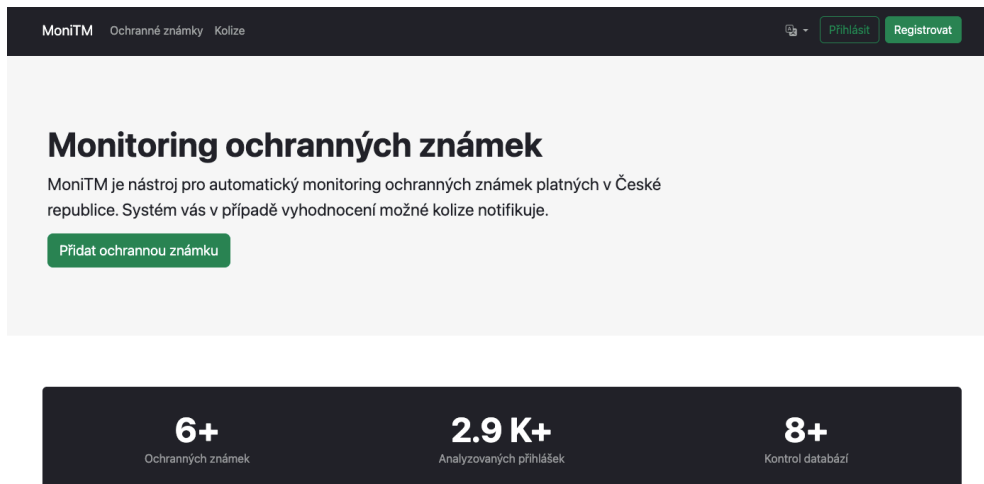 MoniTM Ochranné známky Kolize Přihlásit Registrovat
Monitoring ochranných známek
MoniTM je nástroj pro automatický monitoring ochranných známek platných v České
republice. Systém vás v případě vyhodnocení možné kolize notifikuje.
Přidat ochrannou známku
6+ 2.9 K+ 8+
Ochranných známek Analyzovaných přihlášek Kontrol databází